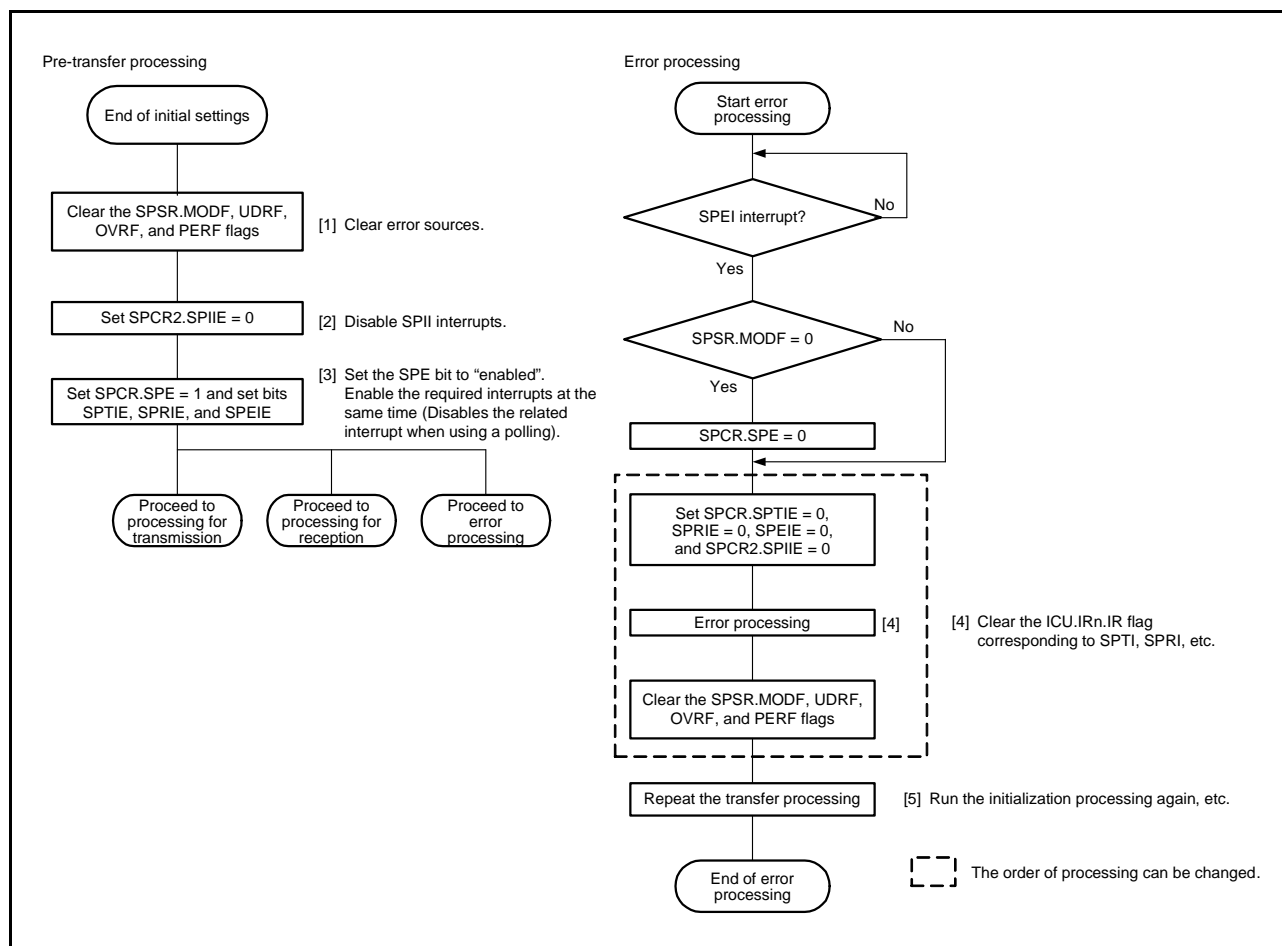 Pre-transfer processing
End of initial settings
Clear the SPSR.MODF, UDRF,
OVRF, and PERF flags
[1] Clear error sources.
Set SPCR2.SPIIE = 0
[2] Disable SPII interrupts.
Set SPCR.SPE = 1 and set bits
SPTIE, SPRIE, and SPEIE
[3] Set the SPE bit to “enabled”.
Enable the required interrupts at the
same time (Disables the related
interrupt when using a polling).
Proceed to
processing for
transmission
Proceed to
processing for
reception
Proceed to
error
processing
Error processing
Start error
processing
SPEI interrupt?
No
Yes
SPSR.MODF = 0
No
Yes
SPCR.SPE = 0
Set SPCR.SPTIE = 0,
SPRIE = 0, SPEIE = 0,
and SPCR2.SPIIE = 0
Error processing
[4]
[4] Clear the ICU.IRn.IR flag
corresponding to SPTI, SPRI, etc.
Clear the SPSR.MODF, UDRF,
OVRF, and PERF flags
Repeat the transfer processing
[5] Run the initialization processing again, etc.
End of error
processing
The order of processing can be changed.